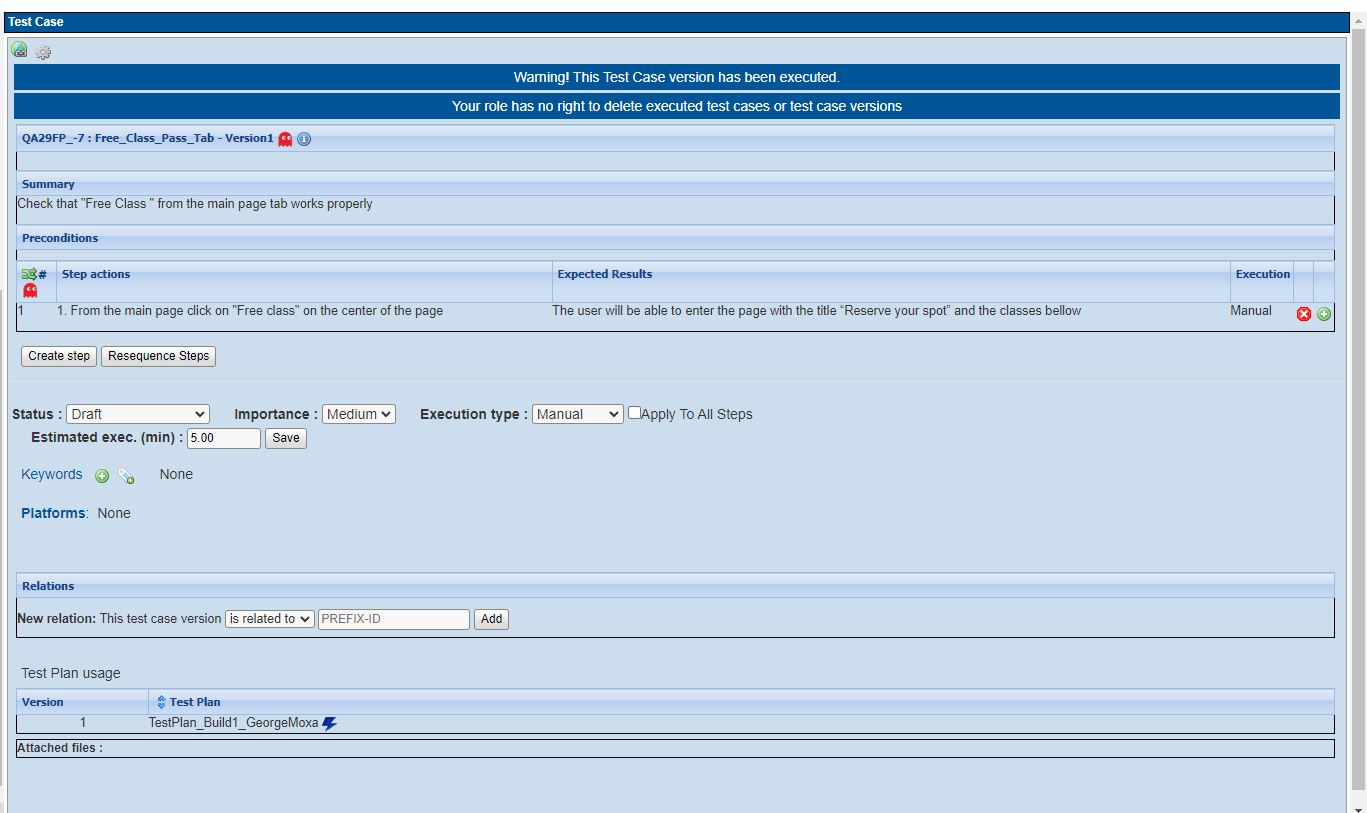 Test Case
Warning! This Test Case version has been executed.
Your role has no right to delete executed test cases or test case versions
QA29FP_-7 : Free_Class_Pass_Tab - Version1
Summary
Check that "Free Class " from the main page tab works properly
Preconditions
# Step actions Expected Results Execution
1 1. From the main page click on "Free class" on the center of the page The user will be able to enter the page with the title “Reserve your spot” and the classes bellow Manual
Create step Resequence Steps
Status : Draft Importance : Medium Execution type : Manual Apply To All Steps
Estimated exec. (min) : 5.00 Save
Keywords None
Platforms: None
Relations
New relation: This test case version is related to PREFIX-ID Add
Test Plan usage
Version Test Plan
1 TestPlan_Build1_GeorgeMoxa
Attached files :